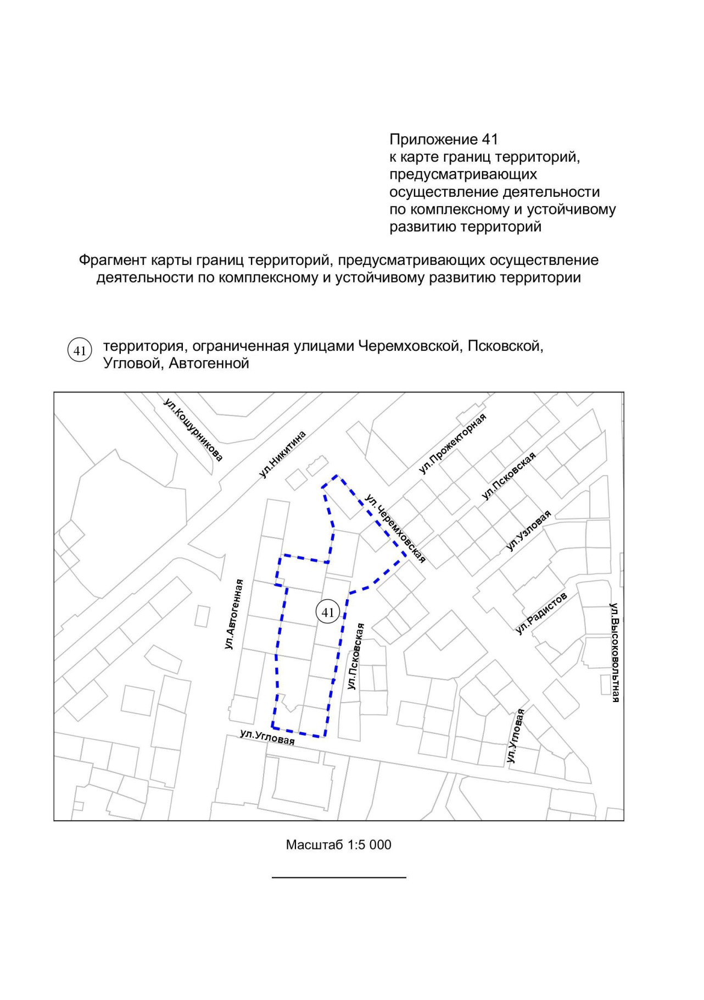 Приложение 41
к карте границ территорий,
предусматривающих
осуществление деятельности
по комплексному и устойчивому
развитию территорий
Фрагмент карты границ территорий, предусматривающих осуществление
деятельности по комплексному и устойчивому развитию территории
41 территория, ограниченная улицами Черемховской, Псковской,
Угловой, Автогенной
ул.Кошурникова
ул.Никитина
ул.Прожекторная
ул.Псковская
ул.Черемховская
ул.Узловая
ул.Автогенная
41
ул.Радистов
ул.Высоковольтная
ул.Псковская
ул.Угловая
ул.Угловая
Масштаб 1:5 000